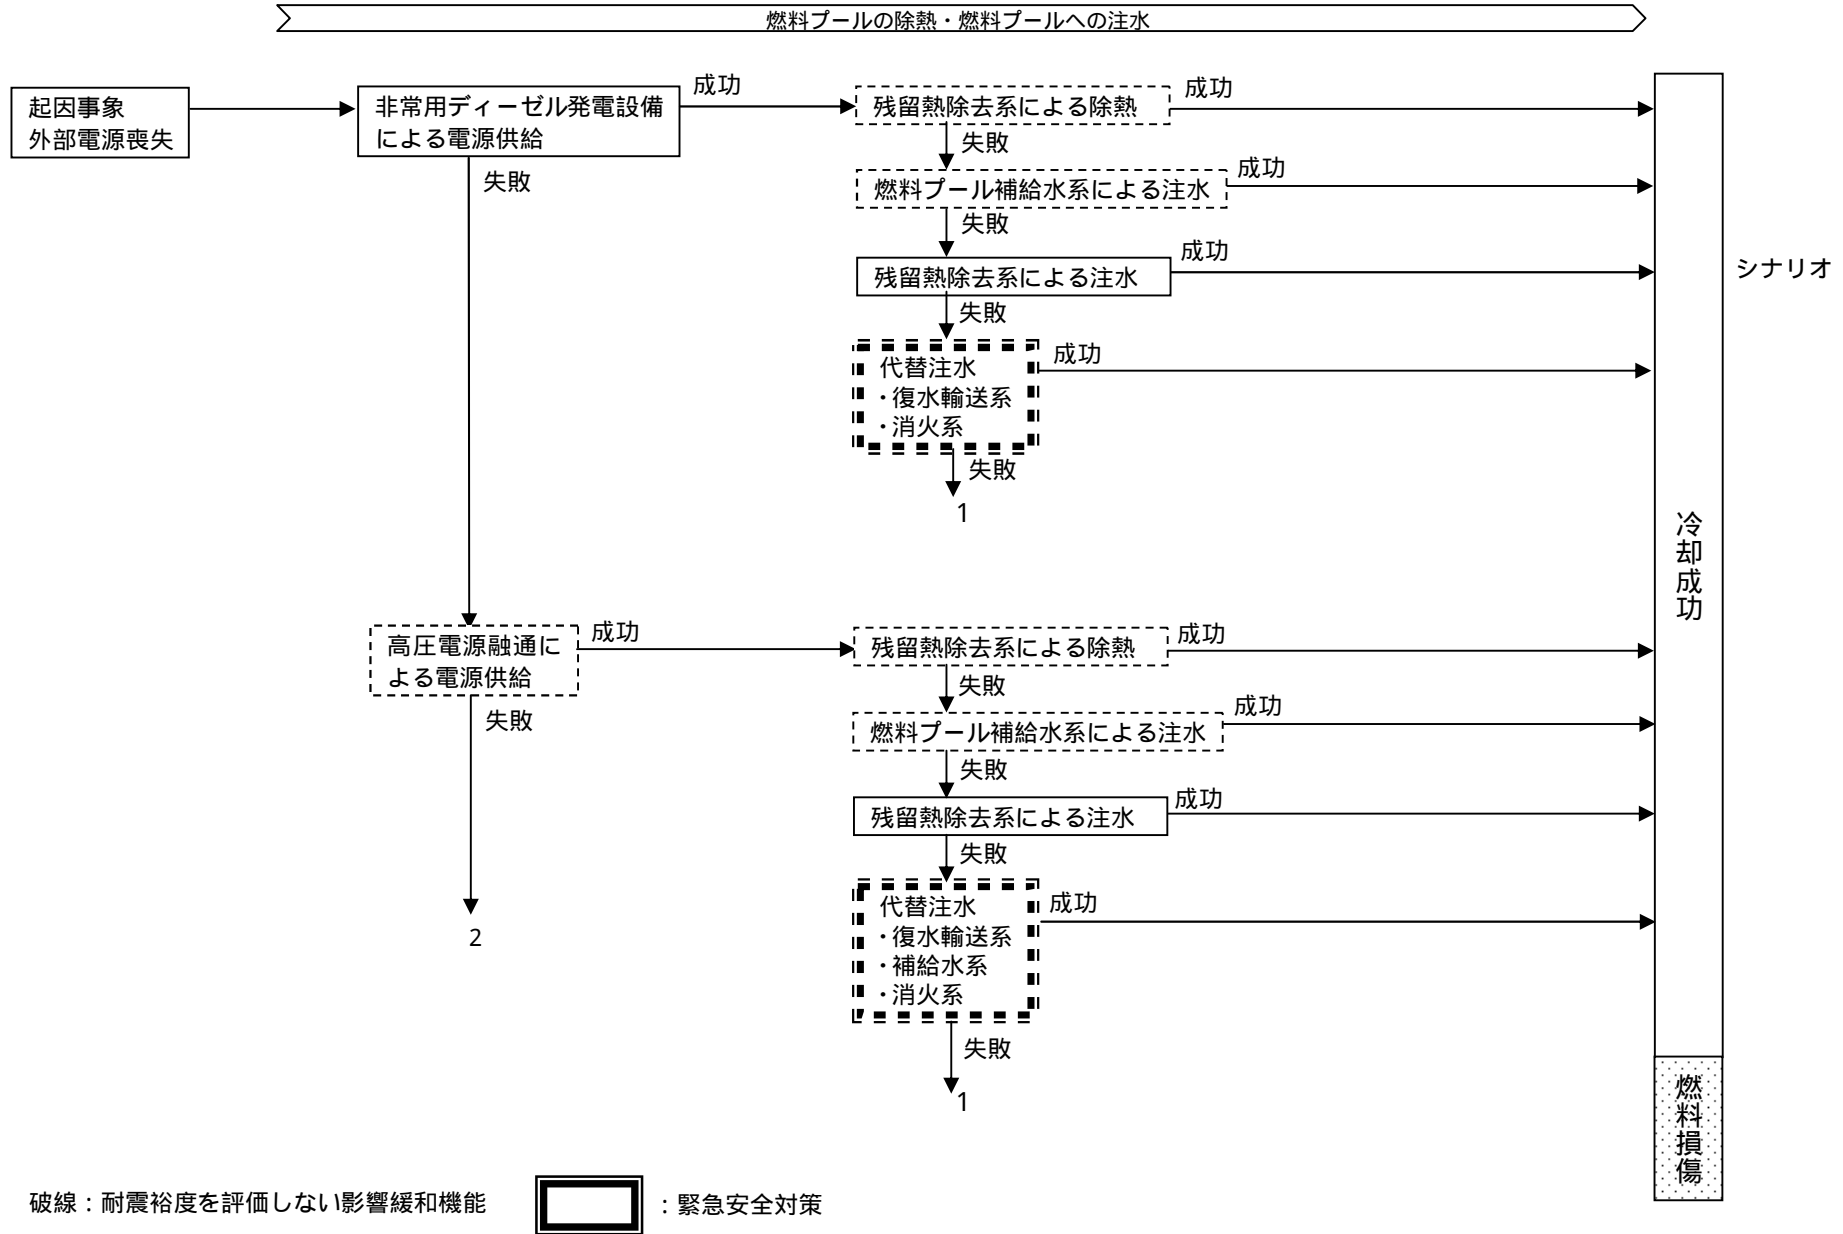 燃料プールの除熱・燃料プールへの注水
起因事象
外部電源喪失
非常用ディーゼル発電設備
による電源供給
成功
失敗
残留熱除去系による除熱
成功
失敗
燃料プール補給水系による注水
成功
失敗
残留熱除去系による注水
成功
シナリオ
失敗
代替注水
・復水輸送系
・消火系
成功
失敗
1
高圧電源融通に
よる電源供給
成功
失敗
2
残留熱除去系による除熱
成功
失敗
燃料プール補給水系による注水
成功
失敗
残留熱除去系による注水
成功
失敗
代替注水
・復水輸送系
・補給水系
・消火系
成功
失敗
1
冷却成功
燃料損傷
破線：耐震裕度を評価しない影響緩和機能
：緊急安全対策